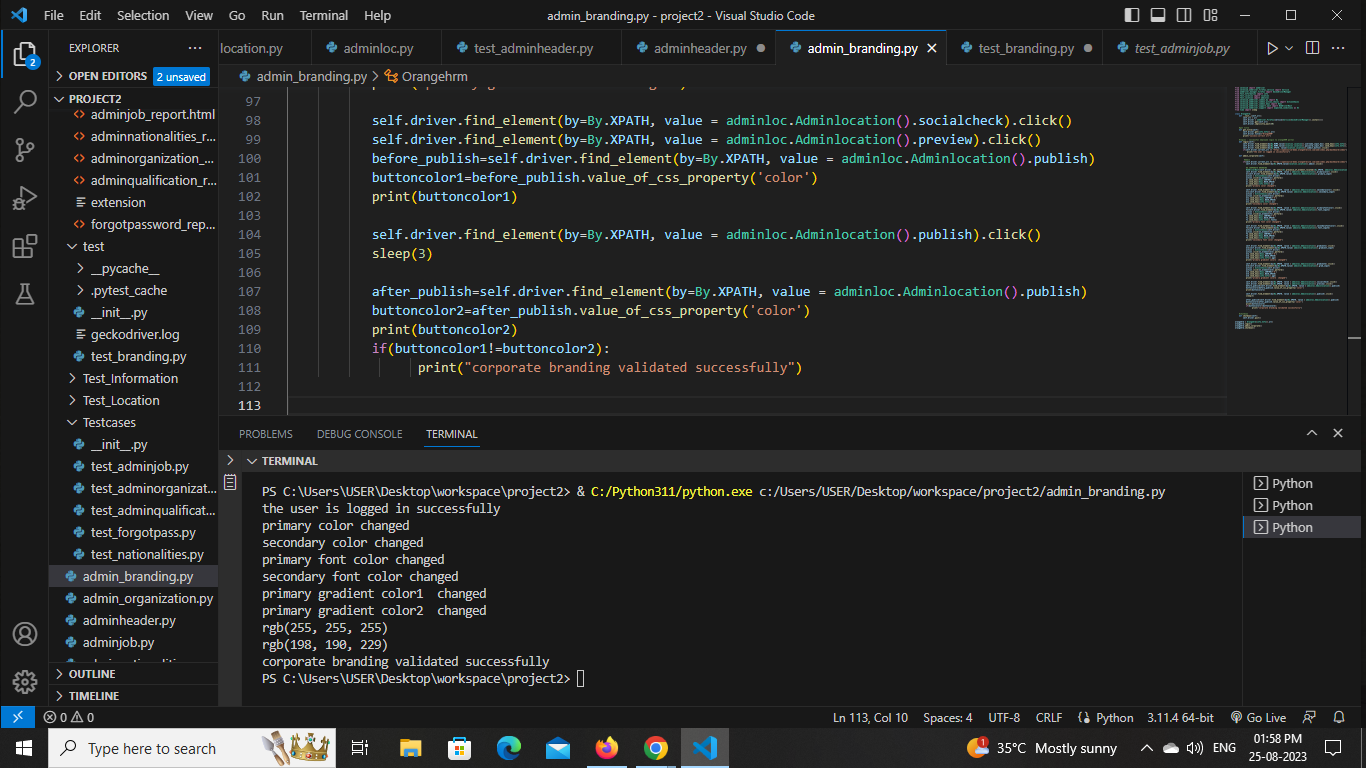 File Edit Selection View Go Run Terminal Help
admin_branding.py - project2 - Visual Studio Code
EXPLORER
OPEN EDITORS 2 unsaved
PROJECT2
adminjob_report.html
adminnationalities_r...
adminorganization_...
adminqualification_r...
extension
forgotpassword_rep...
test
__pycache__
.pytest_cache
__init__.py
geckodriver.log
test_branding.py
Test_Information
Test_Location
Testcases
__init__.py
test_adminjob.py
test_adminorganizat...
test_adminqualificat...
test_forgotpass.py
test_nationalities.py
admin_branding.py
admin_organization.py
adminheader.py
adminjob.py
OUTLINE
TIMELINE
location.py adminloc.py test_adminheader.py adminheader.py admin_branding.py test_branding.py test_adminjob.py
admin_branding.py > Orangehrm
97
98 self.driver.find_element(by=By.XPATH, value = adminloc.Adminlocation().socialcheck).click()
99 self.driver.find_element(by=By.XPATH, value = adminloc.Adminlocation().preview).click()
100 before_publish=self.driver.find_element(by=By.XPATH, value = adminloc.Adminlocation().publish)
101 buttoncolor1=before_publish.value_of_css_property('color')
102 print(buttoncolor1)
103
104 self.driver.find_element(by=By.XPATH, value = adminloc.Adminlocation().publish).click()
105 sleep(3)
106
107 after_publish=self.driver.find_element(by=By.XPATH, value = adminloc.Adminlocation().publish)
108 buttoncolor2=after_publish.value_of_css_property('color')
109 print(buttoncolor2)
110 if(buttoncolor1!=buttoncolor2):
111 print("corporate branding validated successfully")
112
113
PROBLEMS DEBUG CONSOLE TERMINAL
TERMINAL
PS C:\Users\USER\Desktop\workspace\project2> & C:/Python311/python.exe c:/Users/USER/Desktop/workspace/project2/admin_branding.py
the user is logged in successfully
primary color changed
secondary color changed
primary font color changed
secondary font color changed
primary gradient color1  changed
primary gradient color2  changed
rgb(255, 255, 255)
rgb(198, 190, 229)
corporate branding validated successfully
PS C:\Users\USER\Desktop\workspace\project2>
Python
Python
Python
0 0 Ln 113, Col 10 Spaces: 4 UTF-8 CRLF Python 3.11.4 64-bit Go Live
Type here to search
1 35°C Mostly sunny ENG
01:58 PM
25-08-2023
2